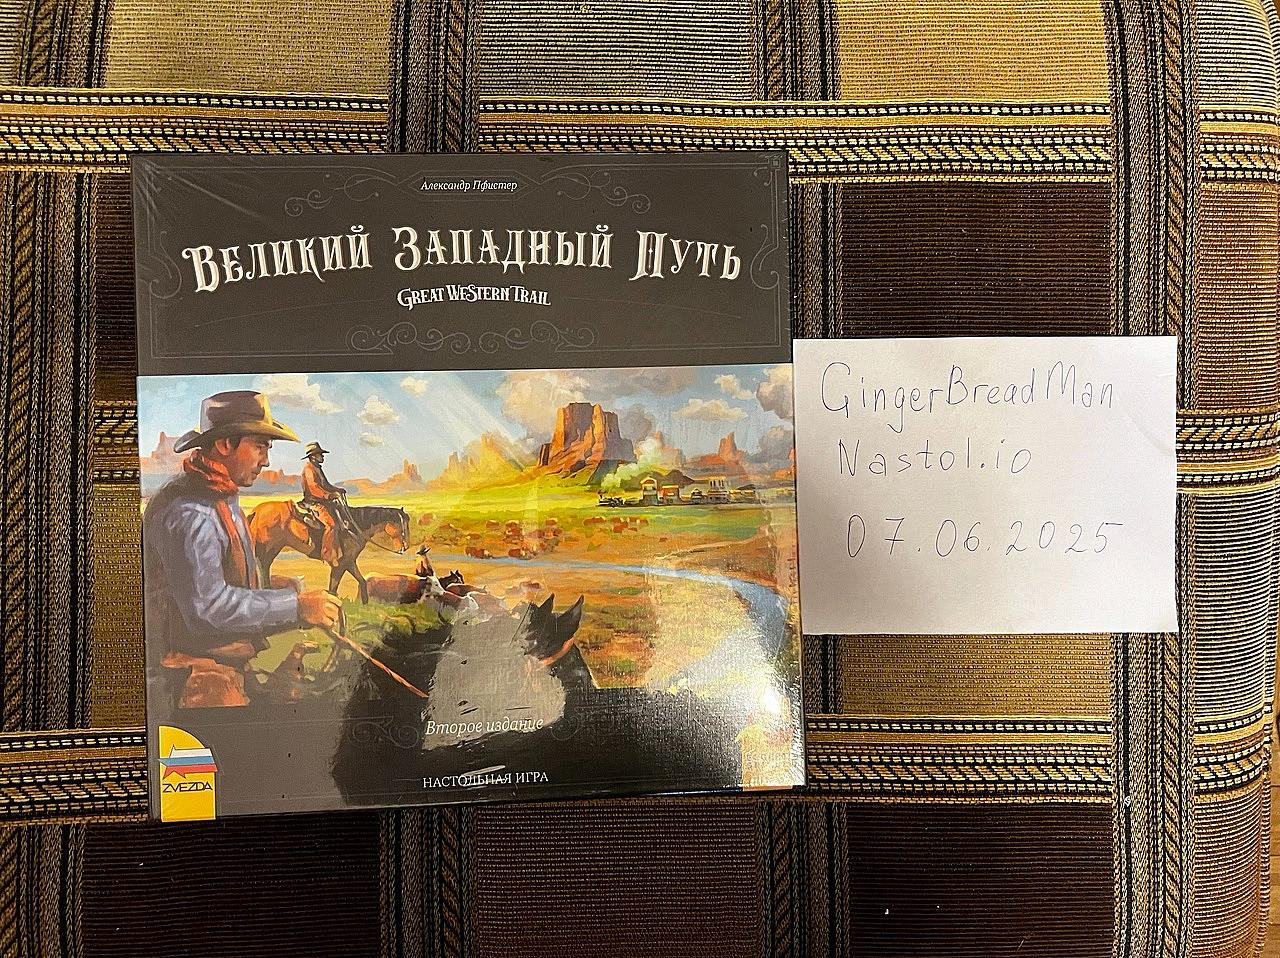 Александр Пфистер
Великий Западный Путь
Great Western Trail
Второе издание
НАСТОЛЬНАЯ ИГРА
ZVEZDA
GingerBreadMan
Nastol.io
07.06.2025